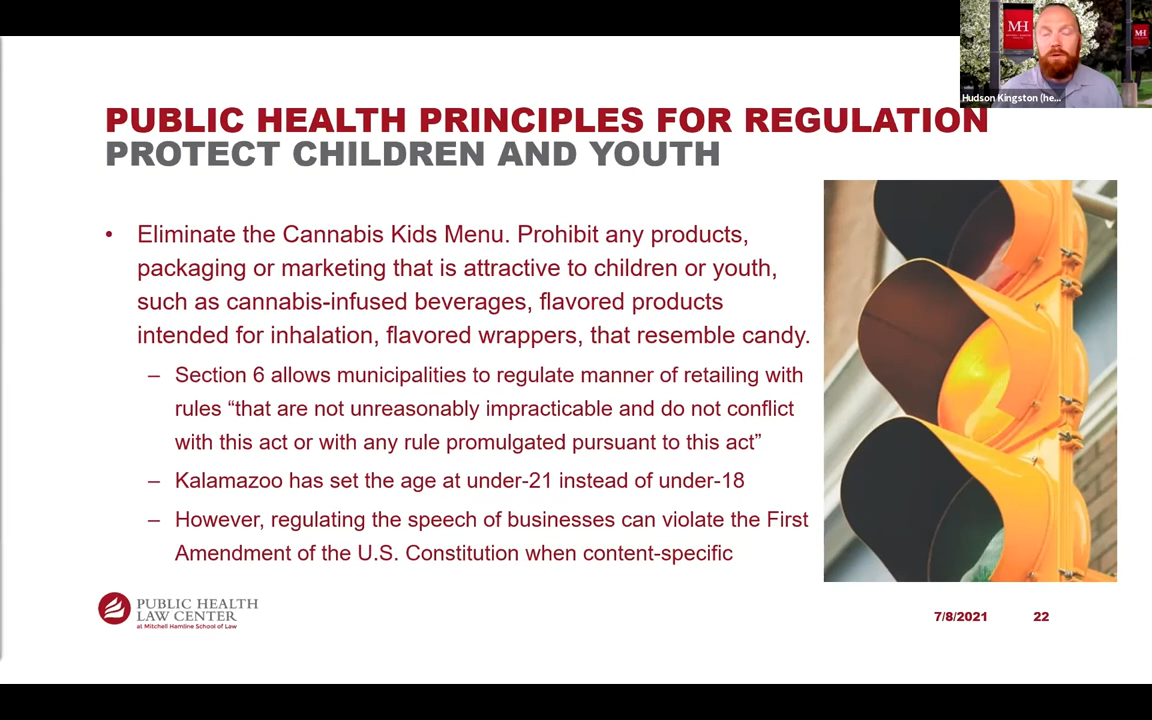 MH
MH
Hudson Kingston (he...
PUBLIC HEALTH PRINCIPLES FOR REGULATION
PROTECT CHILDREN AND YOUTH
• Eliminate the Cannabis Kids Menu. Prohibit any products,
packaging or marketing that is attractive to children or youth,
such as cannabis-infused beverages, flavored products
intended for inhalation, flavored wrappers, that resemble candy.
– Section 6 allows municipalities to regulate manner of retailing with
rules “that are not unreasonably impracticable and do not conflict
with this act or with any rule promulgated pursuant to this act”
– Kalamazoo has set the age at under-21 instead of under-18
– However, regulating the speech of businesses can violate the First
Amendment of the U.S. Constitution when content-specific
PUBLIC HEALTH
LAW CENTER
at Mitchell Hamline School of Law
7/8/2021 22